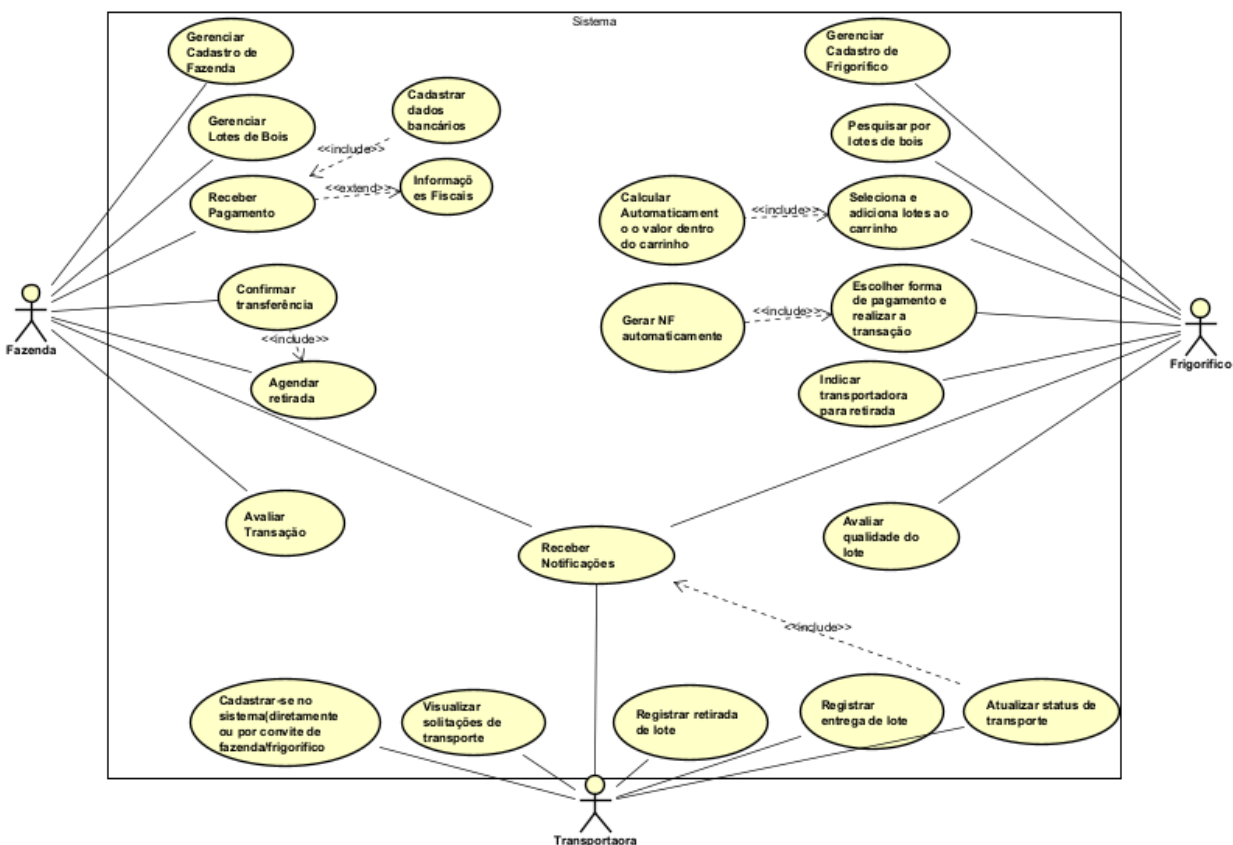 Sistema
Gerenciar
Cadastro de
Fazenda
Gerenciar
Cadastro de
Frigorífico
Cadastrar
dados
bancários
Gerenciar
Lotes de Bois
<<include>>
Pesquisar por
lotes de bois
Receber
Pagamento
<<extend>>
Informaçõ
es Fiscais
Calcular
Automaticament
o o valor dentro
do carrinho
<<include>>
Seleciona e
adiciona lotes ao
carrinho
Confirmar
transferência
<<include>>
Gerar NF
automaticamente
<<include>>
Escolher forma
de pagamento e
realizar a
transação
Fazenda
Frigorífico
Agendar
retirada
Indicar
transportadora
para retirada
Avaliar
Transação
Receber
Notificações
Avaliar
qualidade do
lote
<<include>>
Cadastrar-se no
sistema(diretamente
ou por convite de
fazenda/frigorífico
Visualizar
solitações de
transporte
Registrar retirada
de lote
Registrar
entrega de lote
Atualizar status de
transporte
Transportaora